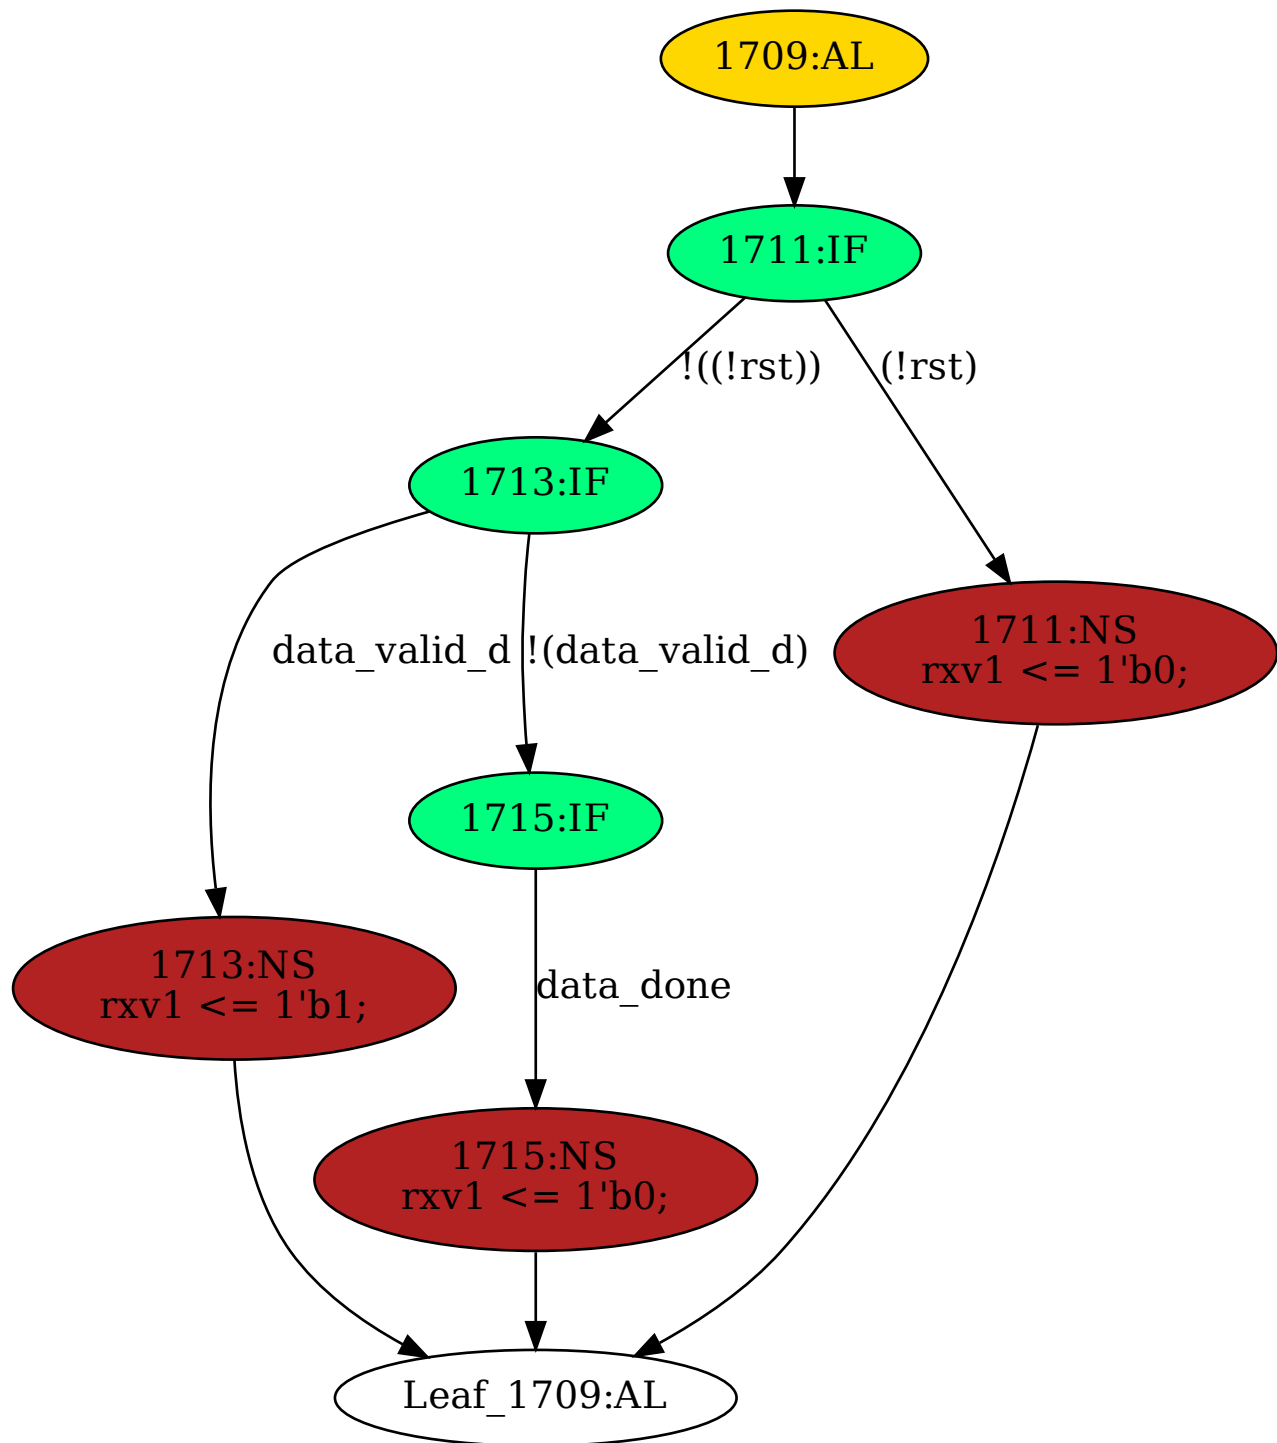 1709:AL
1711:IF
!((!rst))
(!rst)
1713:IF
data_valid_d
!(data_valid_d)
1711:NS
rxv1 <= 1'b0;
1715:IF
1713:NS
rxv1 <= 1'b1;
data_done
1715:NS
rxv1 <= 1'b0;
Leaf_1709:AL